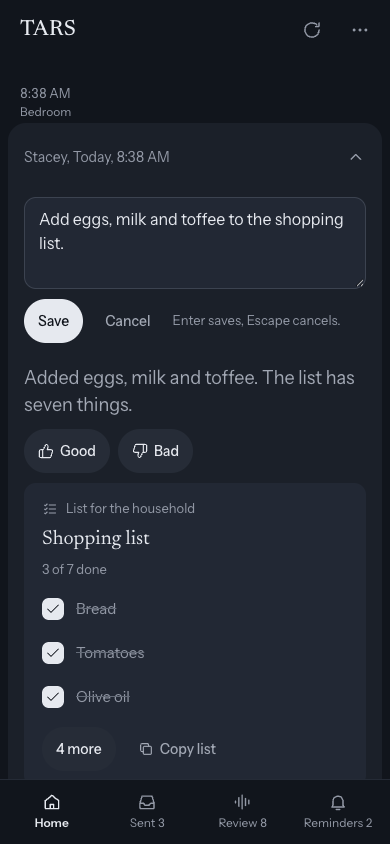 TARS
8:38 AM
Bedroom
Stacey, Today, 8:38 AM
Add eggs, milk and toffee to the shopping
list.
Save
Cancel
Enter saves, Escape cancels.
Added eggs, milk and toffee. The list has
seven things.
Good
Bad
List for the household
Shopping list
3 of 7 done
Bread
Tomatoes
Olive oil
4 more
Copy list
Home
Sent 3
Review 8
Reminders 2